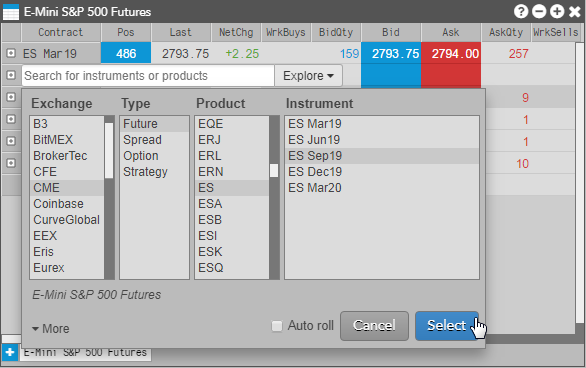 E-Mini S&P 500 Futures
Contract Pos Last NetChg WrkBuys BidQty Bid Ask AskQty WrkSells
ES Mar19 486 2793.75 +2.25 159 2793.75 2794.00 257
Search for instruments or products Explore
Exchange Type Product Instrument
B3 Future EQE ES Mar19 9
BitMEX Spread ERJ ES Jun19 1
BrokerTec Option ERL ES Sep19 1
CFE Strategy ERN ES Dec19 10
CME ES ES Mar20
Coinbase ESA
CurveGlobal ESB
EEX ESI
Eris ESK
Eurex ESQ
E-Mini S&P 500 Futures
More Auto roll Cancel Select
E-Mini S&P 500 Futures